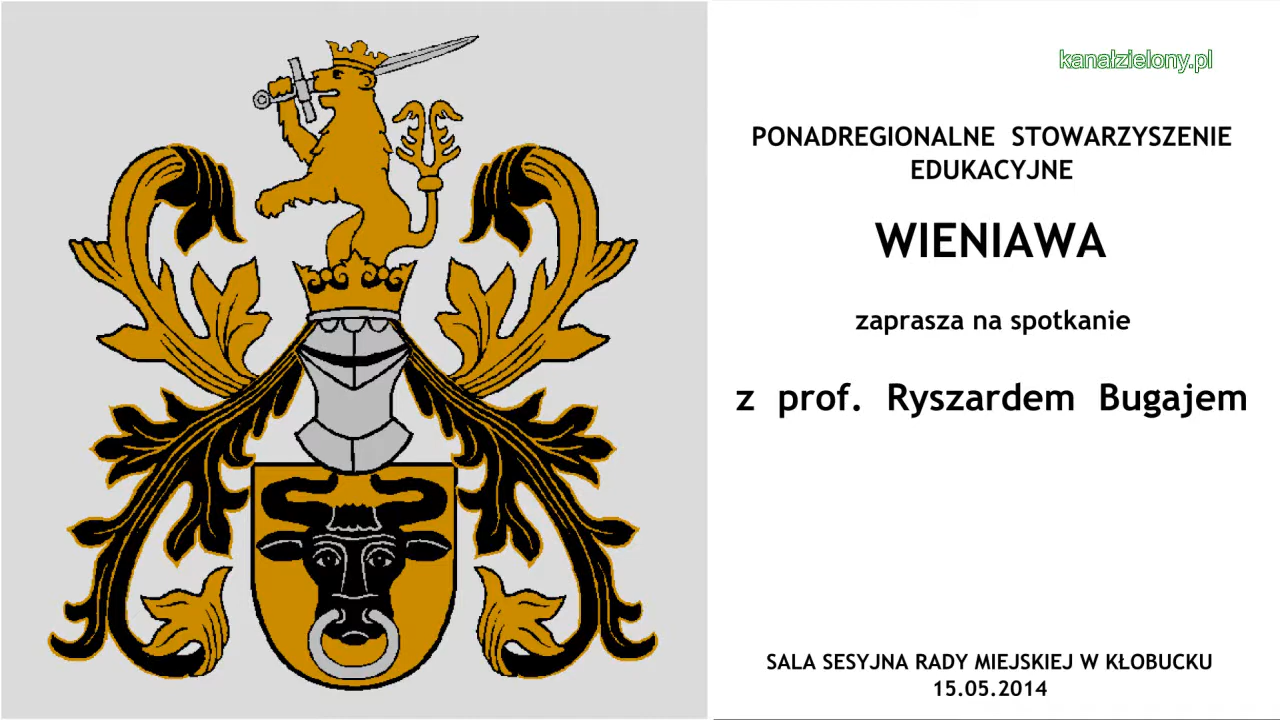 kanałzielony.pl
PONADREGIONALNE STOWARZYSZENIE
EDUKACYJNE
WIENIAWA
zaprasza na spotkanie
z prof. Ryszardem Bugajem
SALA SESYJNA RADY MIEJSKIEJ W KŁOBUCKU
15.05.2014